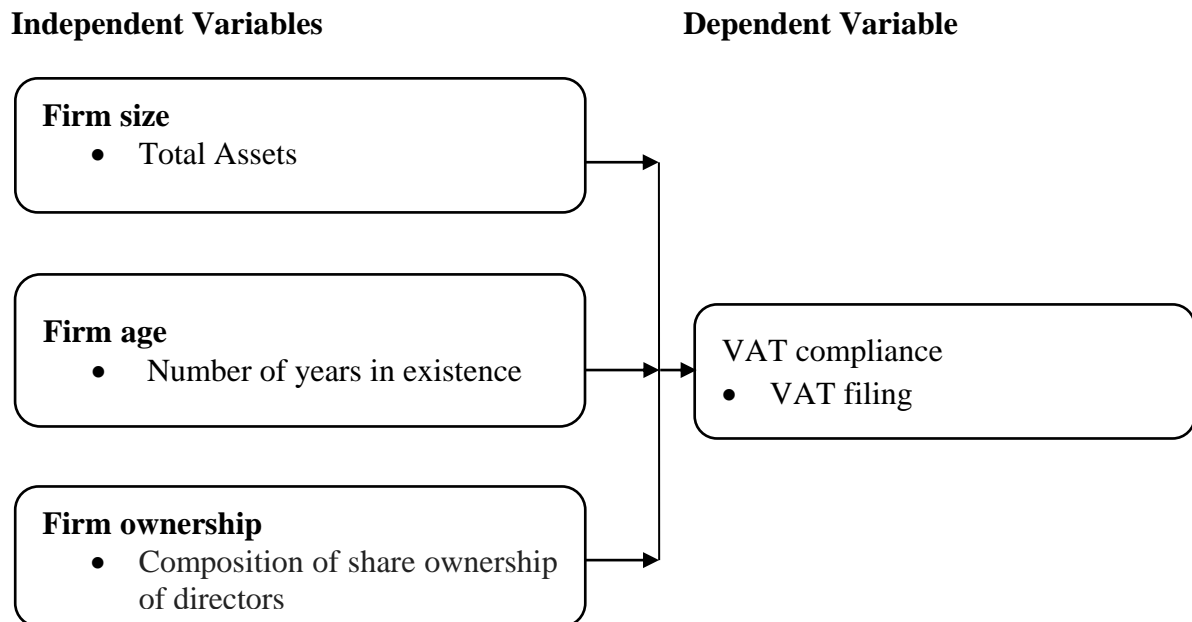 Independent Variables
Dependent Variable
Firm size
• Total Assets
Firm age
• Number of years in existence
Firm ownership
• Composition of share ownership
of directors
VAT compliance
• VAT filing